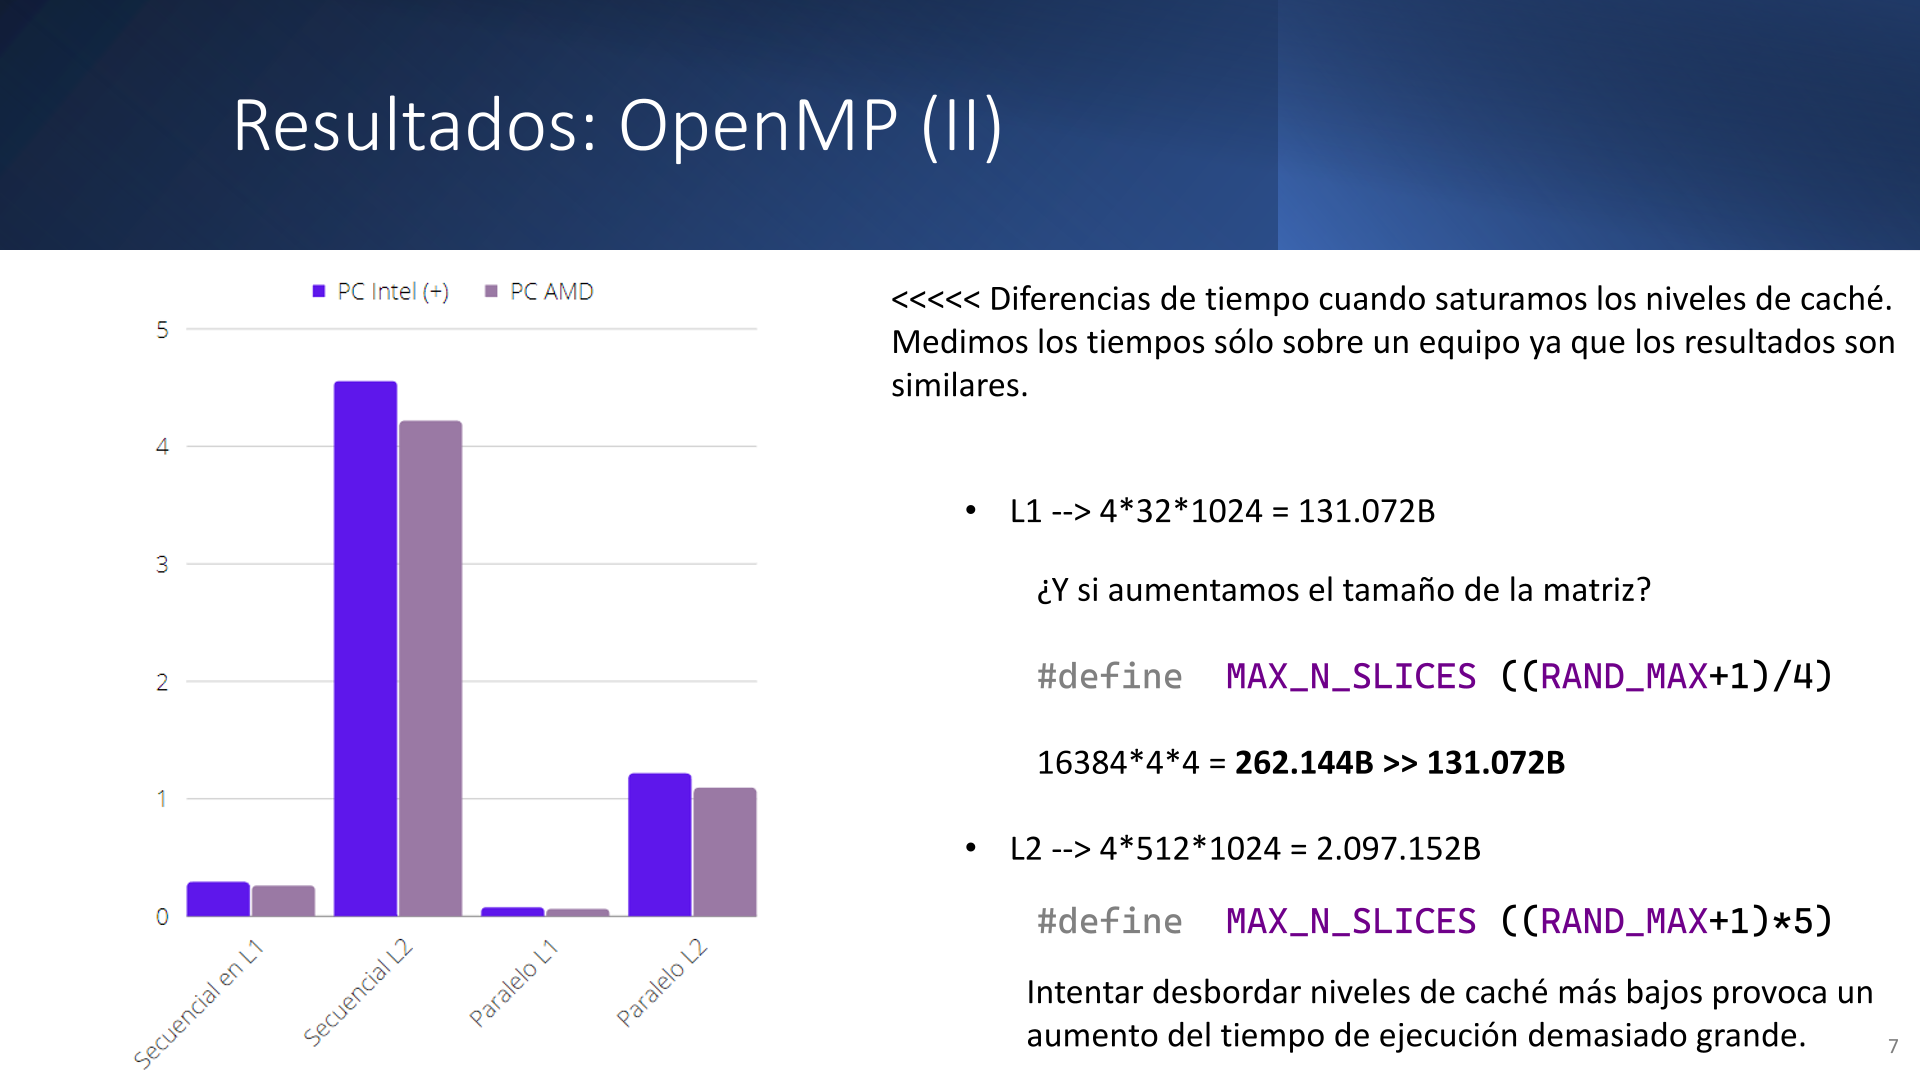 Resultados: OpenMP (II)
PC Intel (+) PC AMD
5
4
3
2
1
0
Secuencial en L1
Secuencial L2
Paralelo L1
Paralelo L2
<<<<< Diferencias de tiempo cuando saturamos los niveles de caché.
Medimos los tiempos sólo sobre un equipo ya que los resultados son
similares.
• L1 --> 4*32*1024 = 131.072B
¿Y si aumentamos el tamaño de la matriz?
#define MAX_N_SLICES ((RAND_MAX+1)/4)
16384*4*4 = 262.144B >> 131.072B
• L2 --> 4*512*1024 = 2.097.152B
#define MAX_N_SLICES ((RAND_MAX+1)*5)
Intentar desbordar niveles de caché más bajos provoca un
aumento del tiempo de ejecución demasiado grande.
7